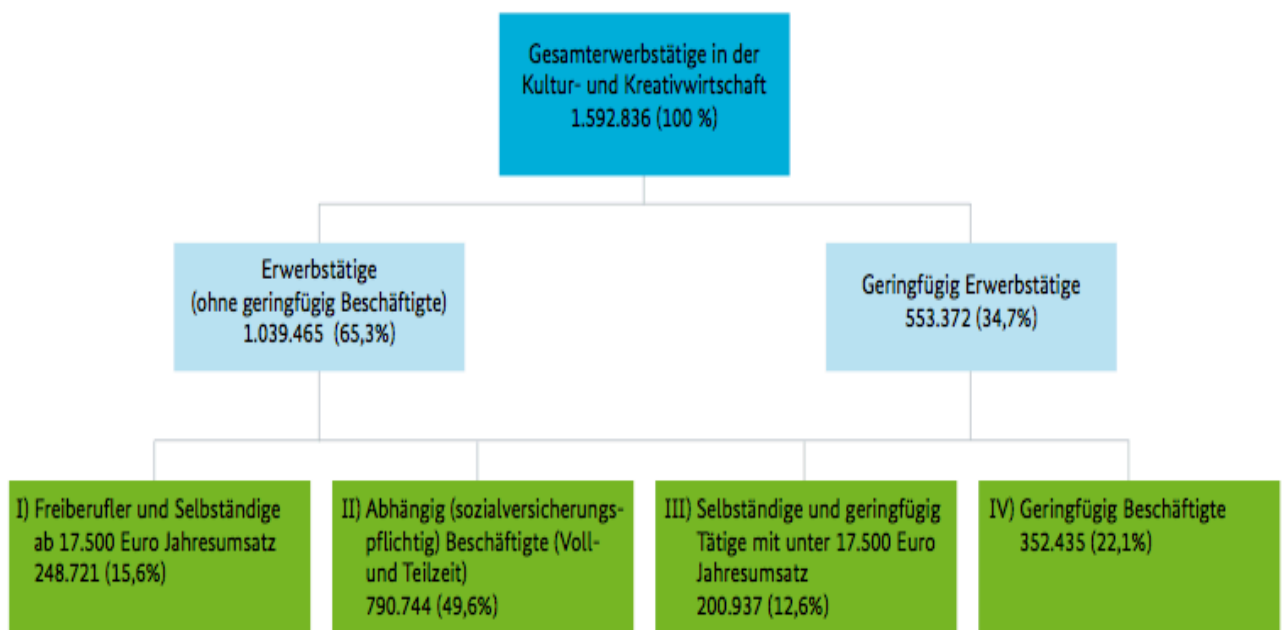 Gesamterwerbstätige in der
Kultur- und Kreativwirtschaft
1.592.836 (100 %)
Erwerbstätige
(ohne geringfügig Beschäftigte)
1.039.465 (65,3%)
Geringfügig Erwerbstätige
553.372 (34,7%)
I) Freiberufler und Selbständige
ab 17.500 Euro Jahresumsatz
248.721 (15,6%)
II) Abhängig (sozialversicherungs-
pflichtig) Beschäftigte (Voll-
und Teilzeit)
790.744 (49,6%)
III) Selbständige und geringfügig
Tätige mit unter 17.500 Euro
Jahresumsatz
200.937 (12,6%)
IV) Geringfügig Beschäftigte
352.435 (22,1%)